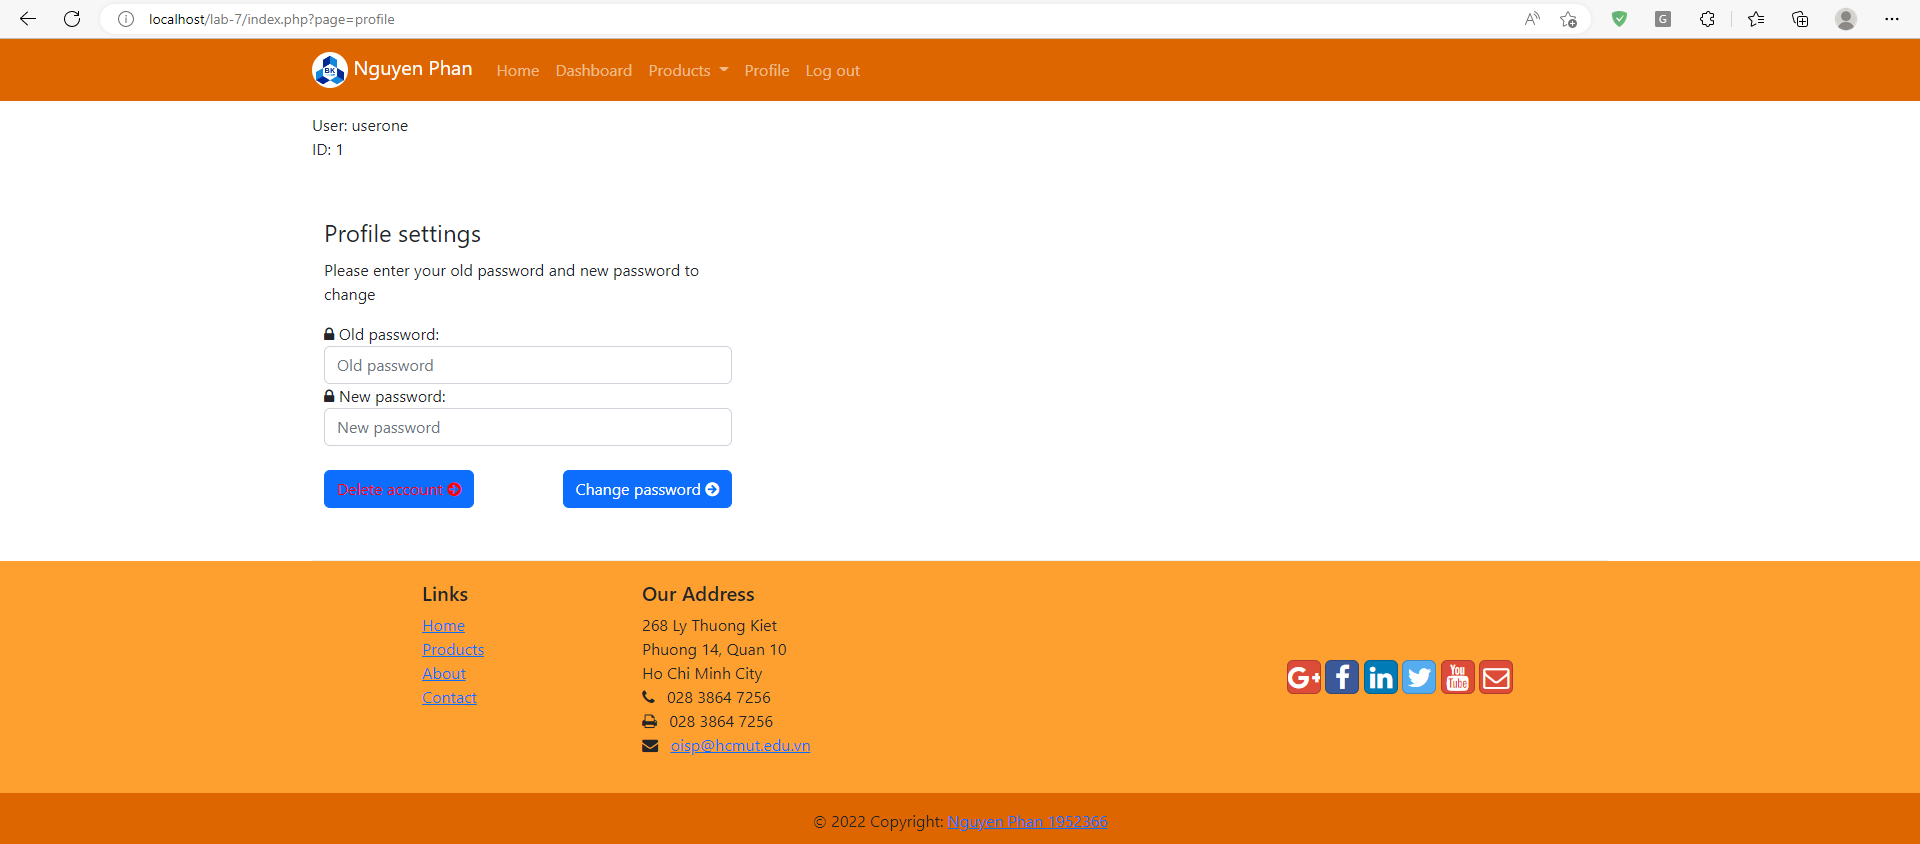 localhost/lab-7/index.php?page=profile
BK
Nguyen Phan Home Dashboard Products Profile Log out
User: userone
ID: 1
Profile settings
Please enter your old password and new password to
change
Old password:
Old password
New password:
New password
Delete account
Change password
Links
Home
Products
About
Contact
Our Address
268 Ly Thuong Kiet
Phuong 14, Quan 10
Ho Chi Minh City
028 3864 7256
028 3864 7256
oisp@hcmut.edu.vn
G+ f in You Tube
© 2022 Copyright: Nguyen Phan 1952366